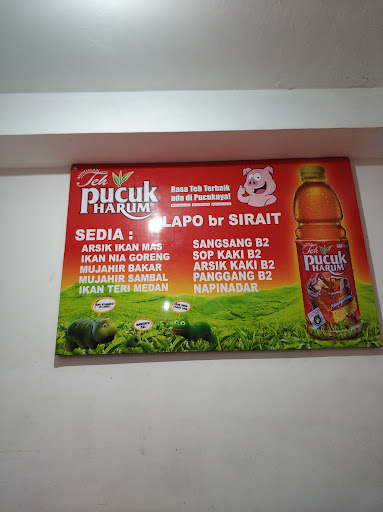 Teh
pucuk
HARUM
Rasa Teh Terbaik
ada di Pucuknya!
LAPO br SIRAIT
SEDIA :
ARSIK IKAN MAS
IKAN NIA GORENG
MUJAHIR BAKAR
MUJAHIR SAMBAL
IKAN TERI MEDAN
SANGSANG B2
SOP KAKI B2
ARSIK KAKI B2
PANGGANG B2
NAPINADAR
Teh
pucuk
HARUM